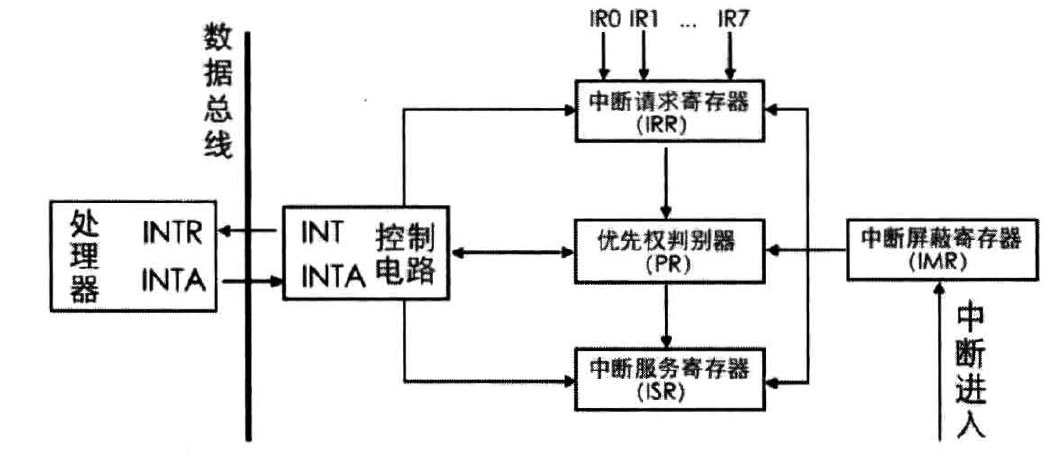 数据总线
IR0 IR1 ... IR7
中断请求寄存器
(IRR)
处理器
INTR
INTA
INT
INTA
控制
电路
优先权判别器
(PR)
中断屏蔽寄存器
(IMR)
中断服务寄存器
(ISR)
中断进入